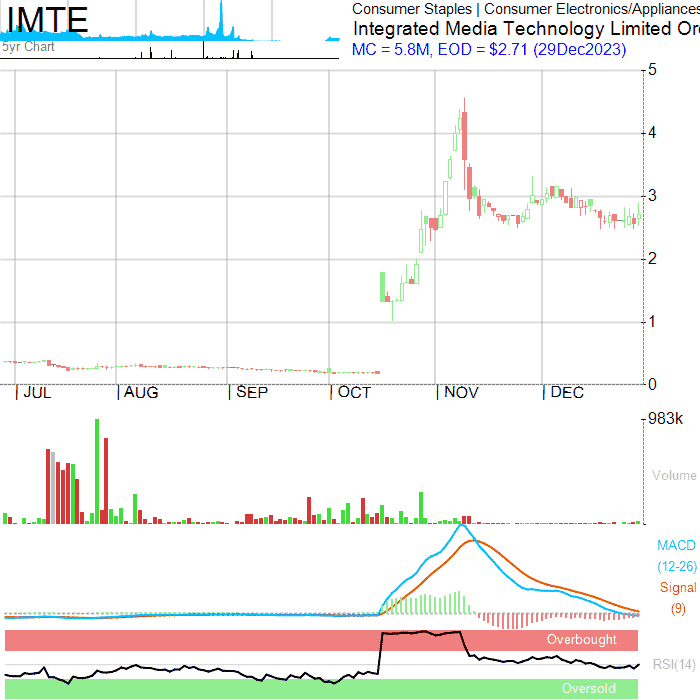 IMTE
5yr Chart
Consumer Staples | Consumer Electronics/Appliances
Integrated Media Technology Limited Or
MC = 5.8M, EOD = $2.71 (29Dec2023)
5
4
3
2
1
0
JUL AUG SEP OCT NOV DEC
983k
Volume
MACD
(12-26)
Signal
(9)
Overbought
RSI(14)
Oversold